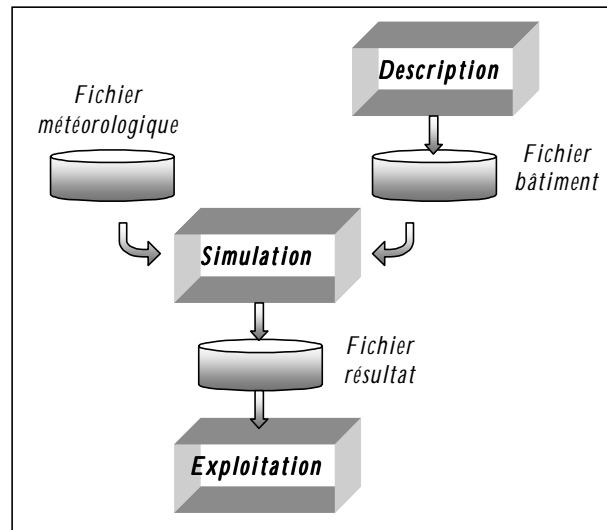 Description
Fichier
météorologique
Fichier
bâtiment
Simulation
Fichier
résultat
Exploitation